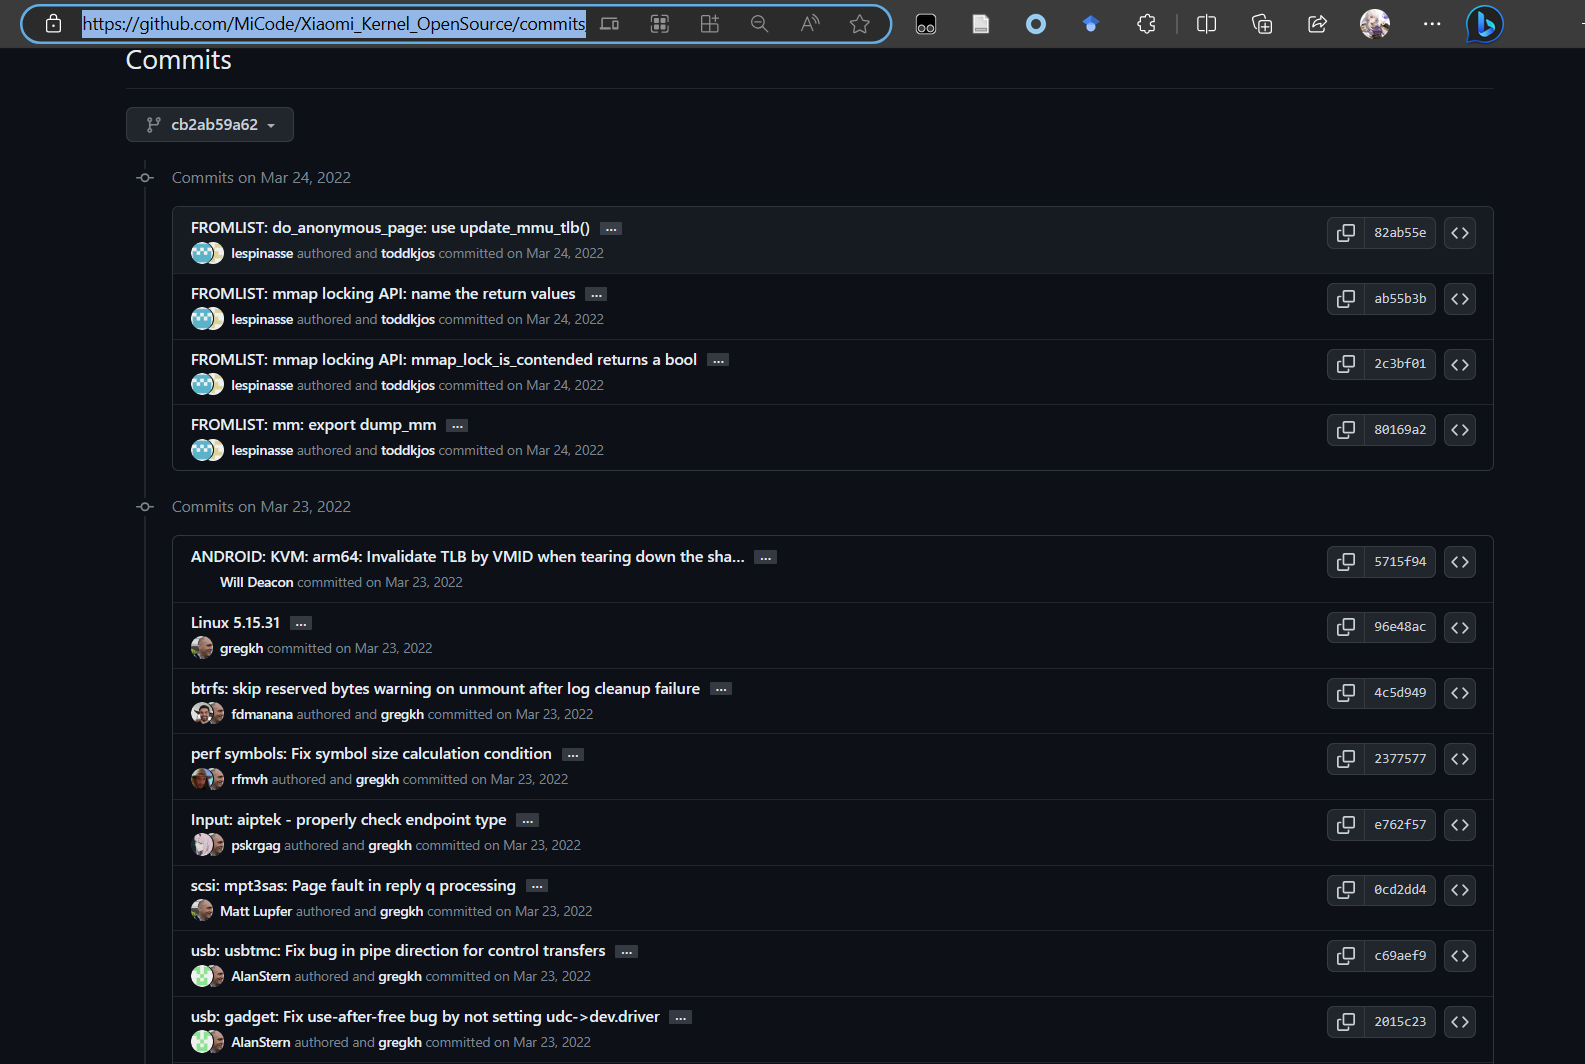 https://github.com/MiCode/Xiaomi_Kernel_OpenSource/commits
Commits
cb2ab59a62
Commits on Mar 24, 2022
FROMLIST: do_anonymous_page: use update_mmu_tlb() ...
82ab55e
lespinasse authored and toddkjos committed on Mar 24, 2022
FROMLIST: mmap locking API: name the return values ...
ab55b3b
lespinasse authored and toddkjos committed on Mar 24, 2022
FROMLIST: mmap locking API: mmap_lock_is_contended returns a bool ...
2c3bf01
lespinasse authored and toddkjos committed on Mar 24, 2022
FROMLIST: mm: export dump_mm ...
80169a2
lespinasse authored and toddkjos committed on Mar 24, 2022
Commits on Mar 23, 2022
ANDROID: KVM: arm64: Invalidate TLB by VMID when tearing down the sha... ...
5715f94
Will Deacon committed on Mar 23, 2022
Linux 5.15.31 ...
96e48ac
gregkh committed on Mar 23, 2022
btrfs: skip reserved bytes warning on unmount after log cleanup failure ...
4c5d949
fdmanana authored and gregkh committed on Mar 23, 2022
perf symbols: Fix symbol size calculation condition ...
2377577
rfmvh authored and gregkh committed on Mar 23, 2022
Input: aiptek - properly check endpoint type ...
e762f57
pskrgag authored and gregkh committed on Mar 23, 2022
scsi: mpt3sas: Page fault in reply q processing ...
0cd2dd4
Matt Lupfer authored and gregkh committed on Mar 23, 2022
usb: usbtmc: Fix bug in pipe direction for control transfers ...
c69aef9
AlanStern authored and gregkh committed on Mar 23, 2022
usb: gadget: Fix use-after-free bug by not setting udc->dev.driver ...
2015c23
AlanStern authored and gregkh committed on Mar 23, 2022